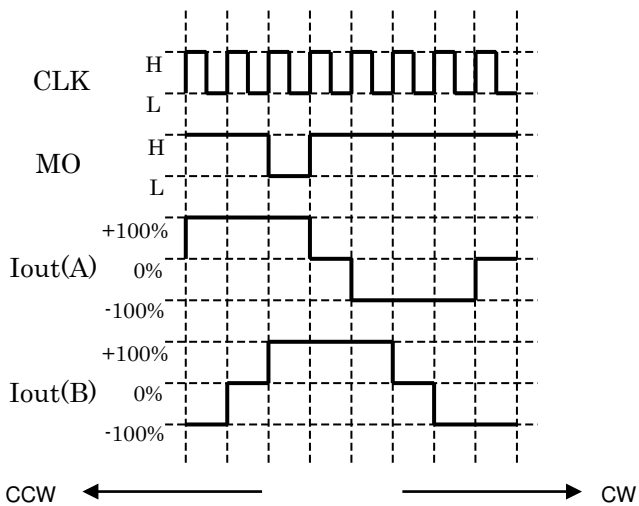 CLK
H
L
MO
H
L
Iout(A)
+100%
0%
-100%
Iout(B)
+100%
0%
-100%
CCW
CW